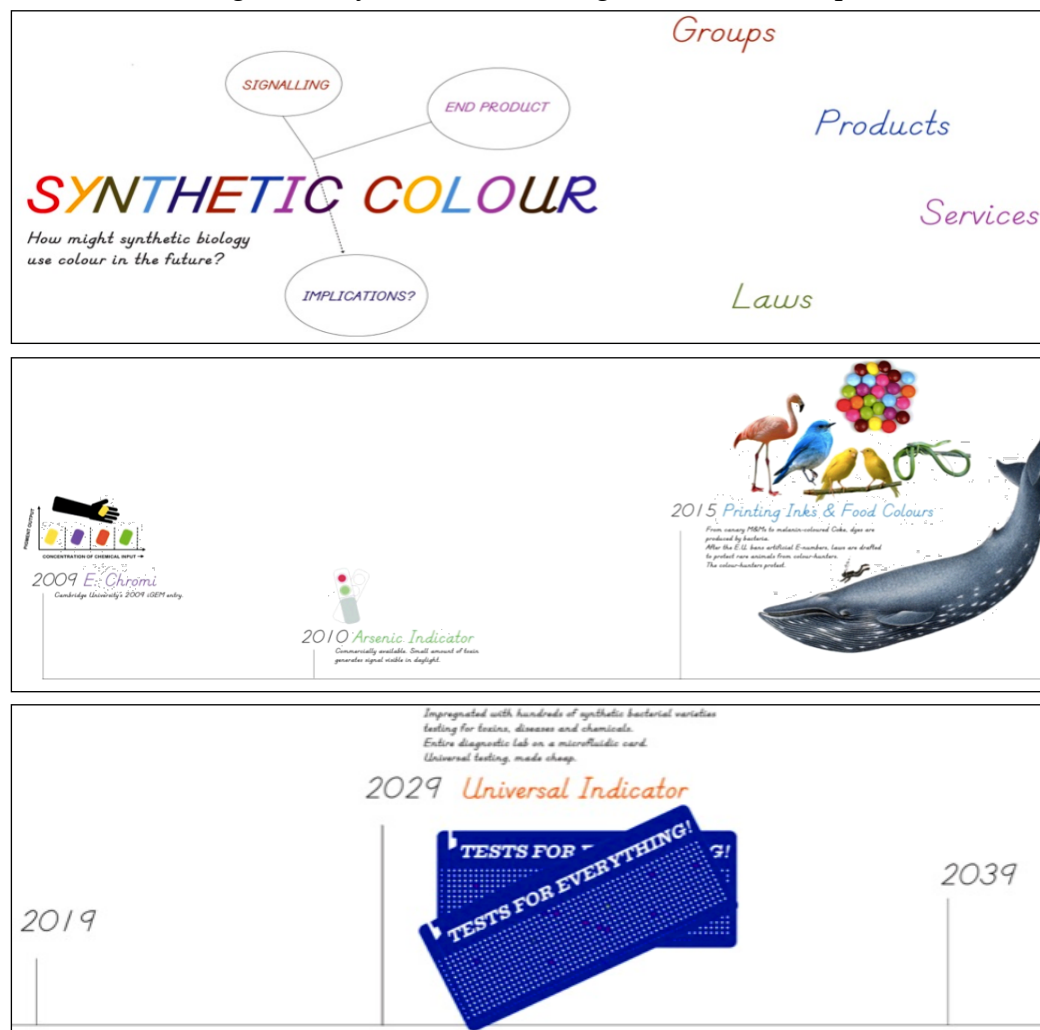 Groups
SIGNALLING
END PRODUCT
Products
SYNTHETIC COLOUR
Services
How might synthetic biology
use colour in the future?
IMPLICATIONS?
Laws
2015 Printing Inks & Food Colours
From canary M&Ms to melanin-coloured Coke, dyes are
produced by bacteria.
After the E.U. bans artificial E-numbers, laws are drafted
to protect rare animals from colour-hunters.
The colour-hunters protest.
PIGMENT OUTPUT
CONCENTRATION OF CHEMICAL INPUT
2009 E. Chromi
Cambridge University's 2009 iGEM entry.
2010 Arsenic Indicator
Commercially available. Small amount of toxin
generates signal visible in daylight.
Impregnated with hundreds of synthetic bacterial varieties
testing for toxins, diseases and chemicals.
Entire diagnostic lab on a microfluidic card.
Universal testing, made cheap.
2029 Universal Indicator
TESTS FOR G!
TESTS FOR EVERYTHING!
2039
2019